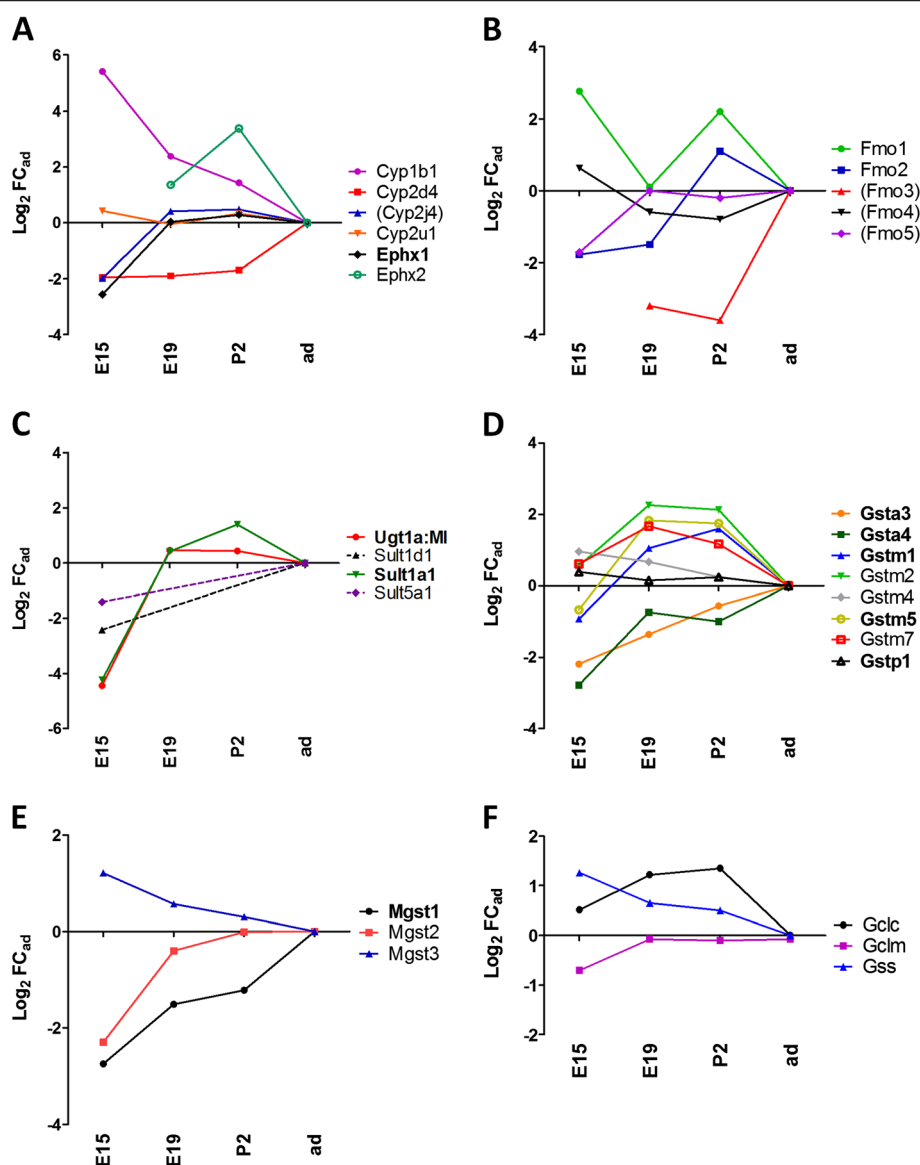 A
Log2 FCad
6
4
2
0
-2
-4
E15
E19
P2
ad
Cyp1b1
Cyp2d4
(Cyp2j4)
Cyp2u1
Ephx1
Ephx2
B
Log2 FCad
4
2
0
-2
-4
E15
E19
P2
ad
Fmo1
Fmo2
(Fmo3)
(Fmo4)
(Fmo5)
C
Log2 FCad
4
2
0
-2
-4
-6
E15
E19
P2
ad
Ugt1a:MI
Sult1d1
Sult1a1
Sult5a1
D
Log2 FCad
4
2
0
-2
-4
E15
E19
P2
ad
Gsta3
Gsta4
Gstm1
Gstm2
Gstm4
Gstm5
Gstm7
Gstp1
E
Log2 FCad
2
0
-2
-4
E15
E19
P2
ad
Mgst1
Mgst2
Mgst3
F
Log2 FCad
2
1
0
-1
-2
E15
E19
P2
ad
Gclc
Gclm
Gss